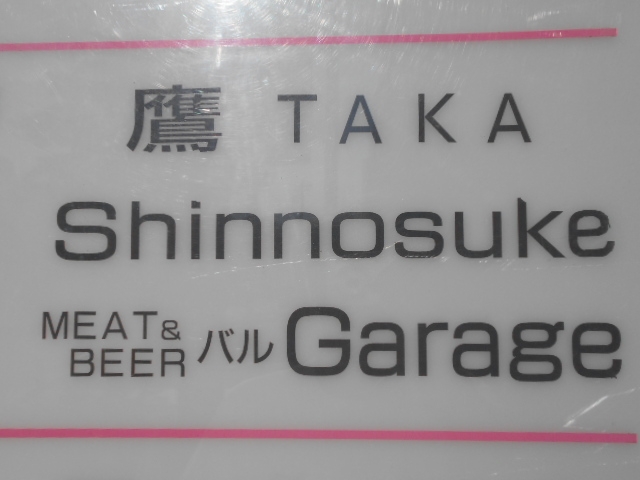 鷹 TAKA
Shinnosuke
MEAT&
BEER バル Garage